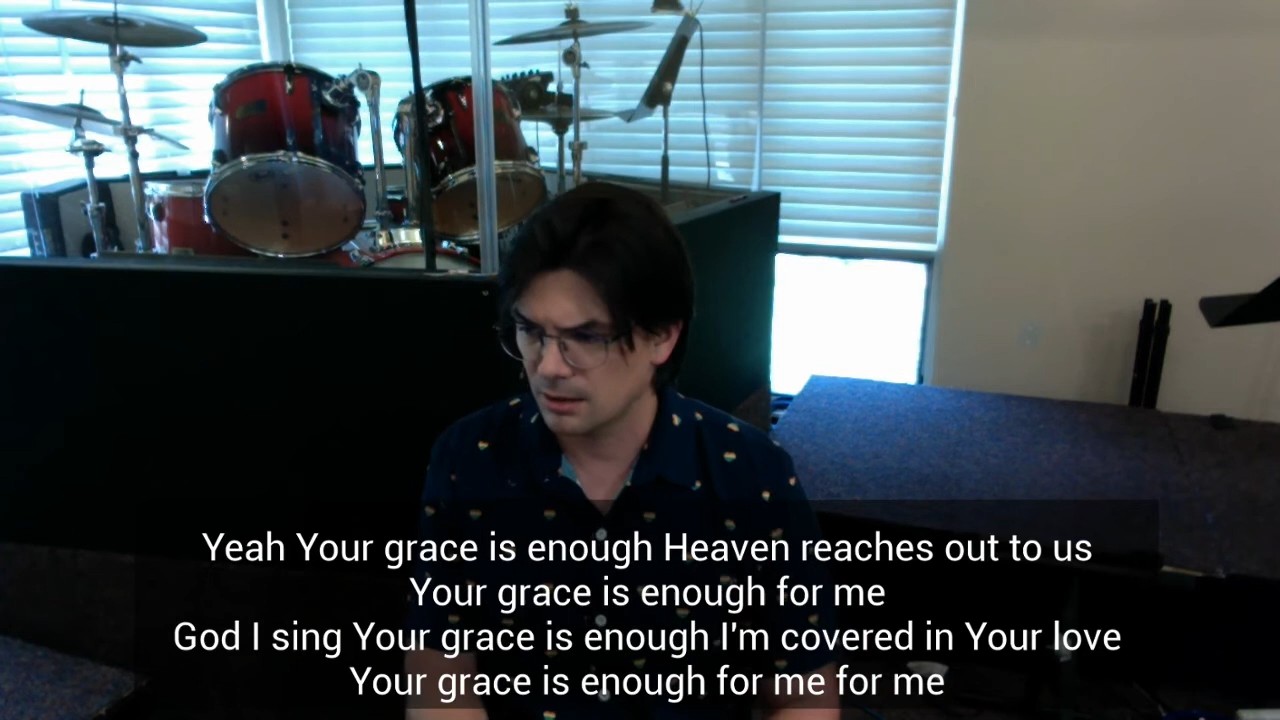 Yeah Your grace is enough Heaven reaches out to us
Your grace is enough for me
God I sing Your grace is enough I'm covered in Your love
Your grace is enough for me for me